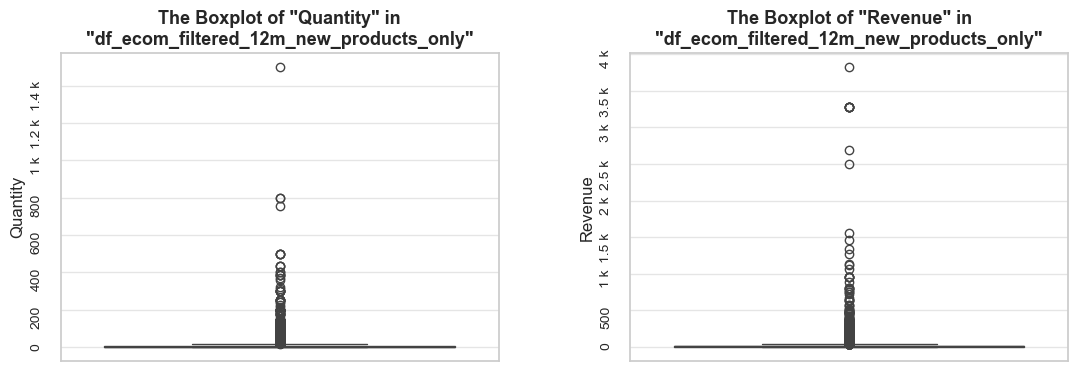 The Boxplot of "Quantity" in
"df_ecom_filtered_12m_new_products_only"
Quantity
1.4 k
1.2 k
1 k
800
600
400
200
0
The Boxplot of "Revenue" in
"df_ecom_filtered_12m_new_products_only"
Revenue
4 k
3.5 k
3 k
2.5 k
2 k
1.5 k
1 k
500
0